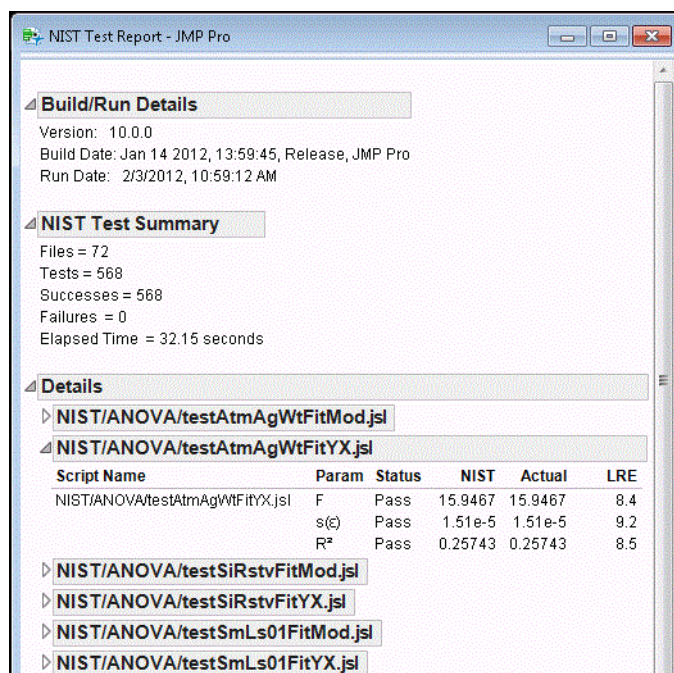 NIST Test Report - JMP Pro
Build/Run Details
Version: 10.0.0
Build Date: Jan 14 2012, 13:59:45, Release, JMP Pro
Run Date: 2/3/2012, 10:59:12 AM
NIST Test Summary
Files = 72
Tests = 568
Successes = 568
Failures = 0
Elapsed Time = 32.15 seconds
Details
NIST/ANOVA/testAtmAgWtFitMod.jsl
NIST/ANOVA/testAtmAgWtFitYX.jsl
Script Name Param Status NIST Actual LRE
NIST/ANOVA/testAtmAgWtFitYX.jsl F Pass 15.9467 15.9467 8.4
s(ε) Pass 1.51e-5 1.51e-5 9.2
R² Pass 0.25743 0.25743 8.5
NIST/ANOVA/testSiRstvFitMod.jsl
NIST/ANOVA/testSiRstvFitYX.jsl
NIST/ANOVA/testSmLs01FitMod.jsl
NIST/ANOVA/testSmLs01FitYX.jsl